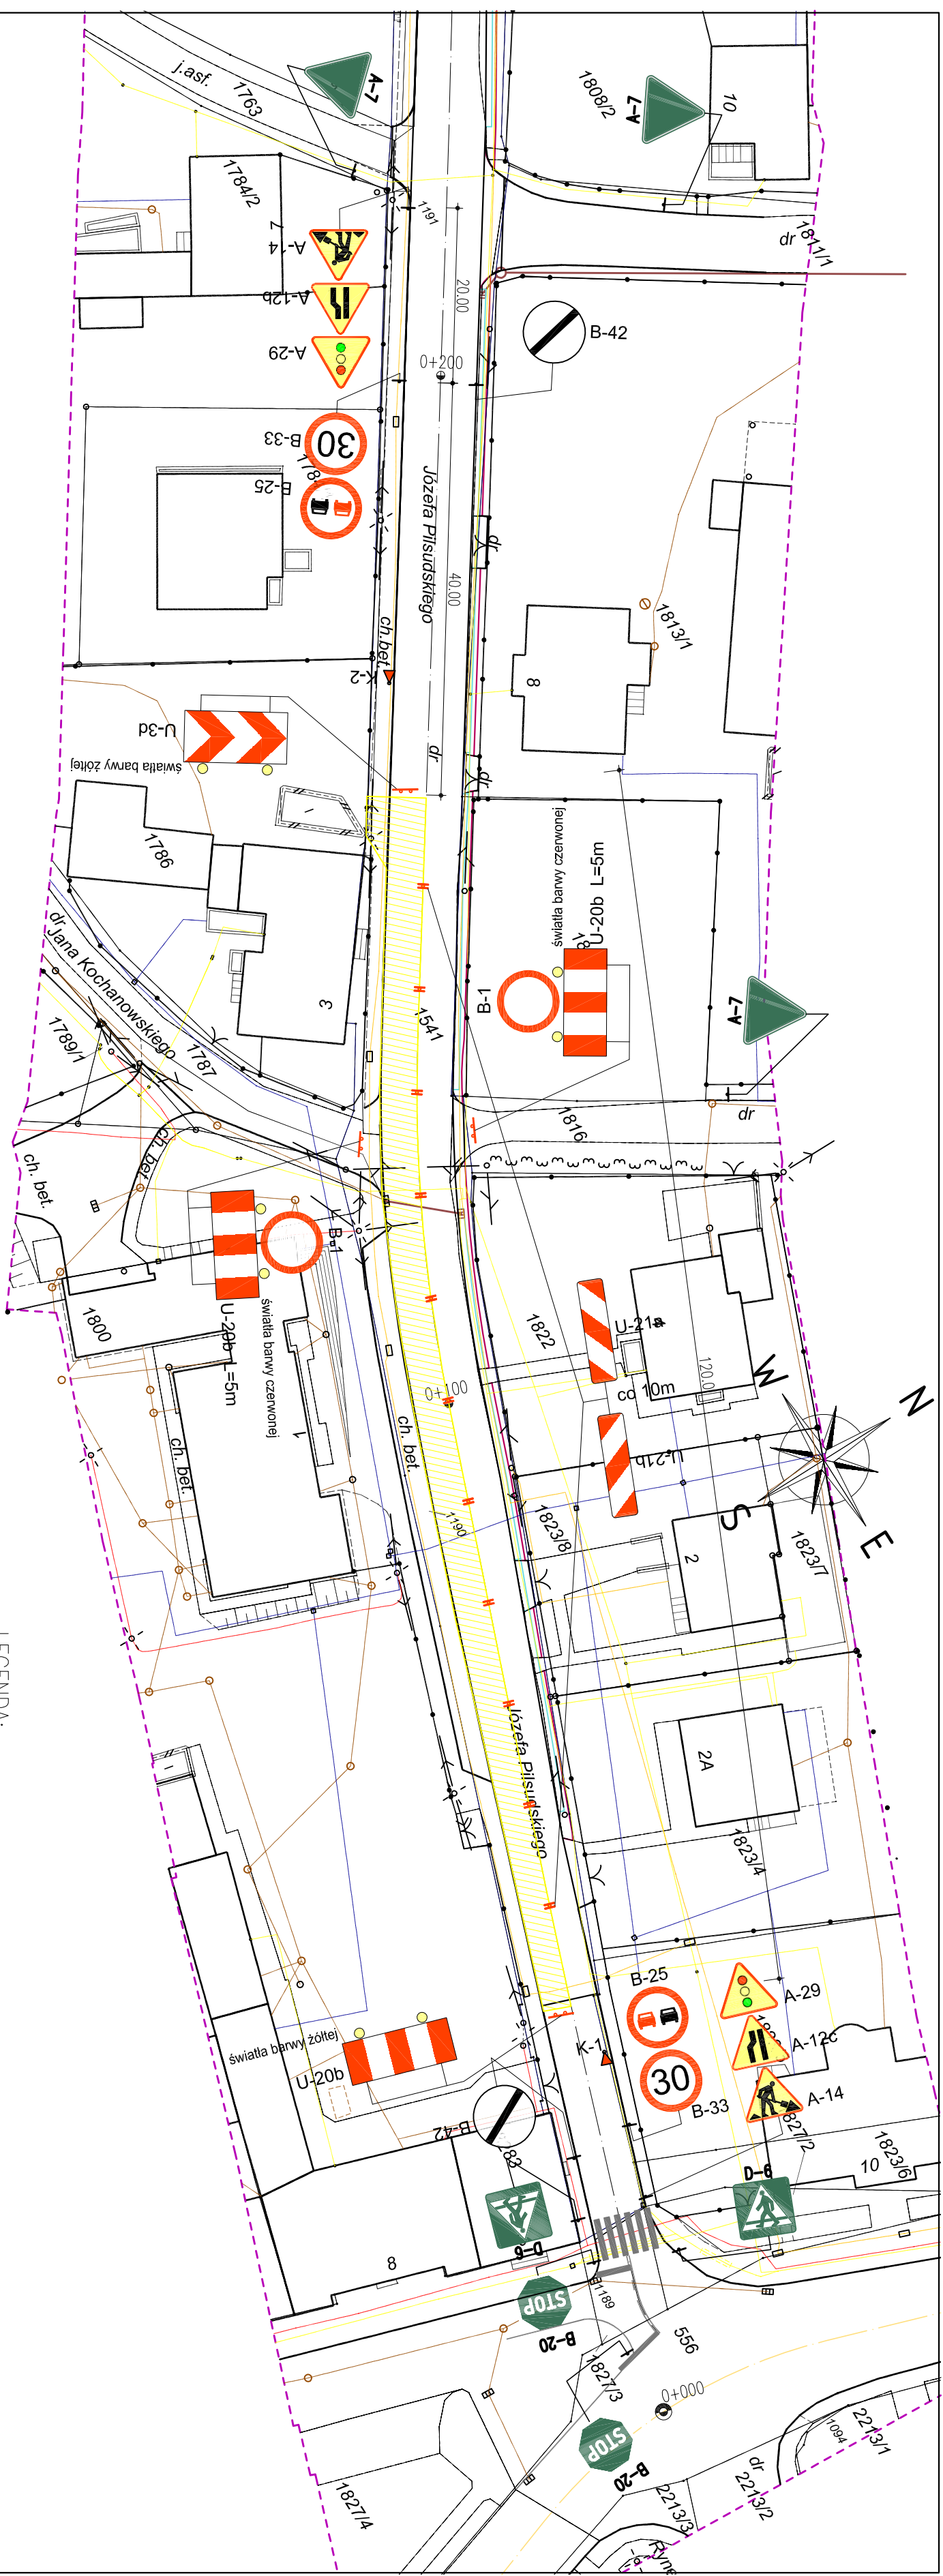 j.asf.
1763
A-7
1808/2
A-7
10
1784/2
7
1191
dr
1811/1
A-14
A-12b
A-29
20.00
B-42
0+200
B-33
30
B-25
Józefa Piłsudskiego
dr
40.00
1813/1
ch.bet.
K-2
8
U-3d
światła barwy żółtej
dr
dr
1786
światła barwy czerwonej
U-20b L=5m
B-1
3
1541
A-7
dr
Jana Kochanowskiego
1789/1
1787
1816
dr
ch. bet.
ch. bet.
B-1
U-20b L=5m
światła barwy czerwonej
1800
1
1822
U-21a
co 10m
120.0
W
N
S
E
0+100
ch. bet.
ch. bet.
U-21b
1190
1823/8
2
1823/7
Józefa Piłsudskiego
2A
1823/4
LEGENDA:
światła barwy żółtej
U-20b
B-25
A-29
K-1
A-12c
30
A-14
B-33
B-42
1827/2
1823/6
10
D-6
D-6
8
STOP
B-20
1189
556
1827/3
0+000
STOP
B-20
1827/4
1094
2213/1
dr
2213/2
2213/3